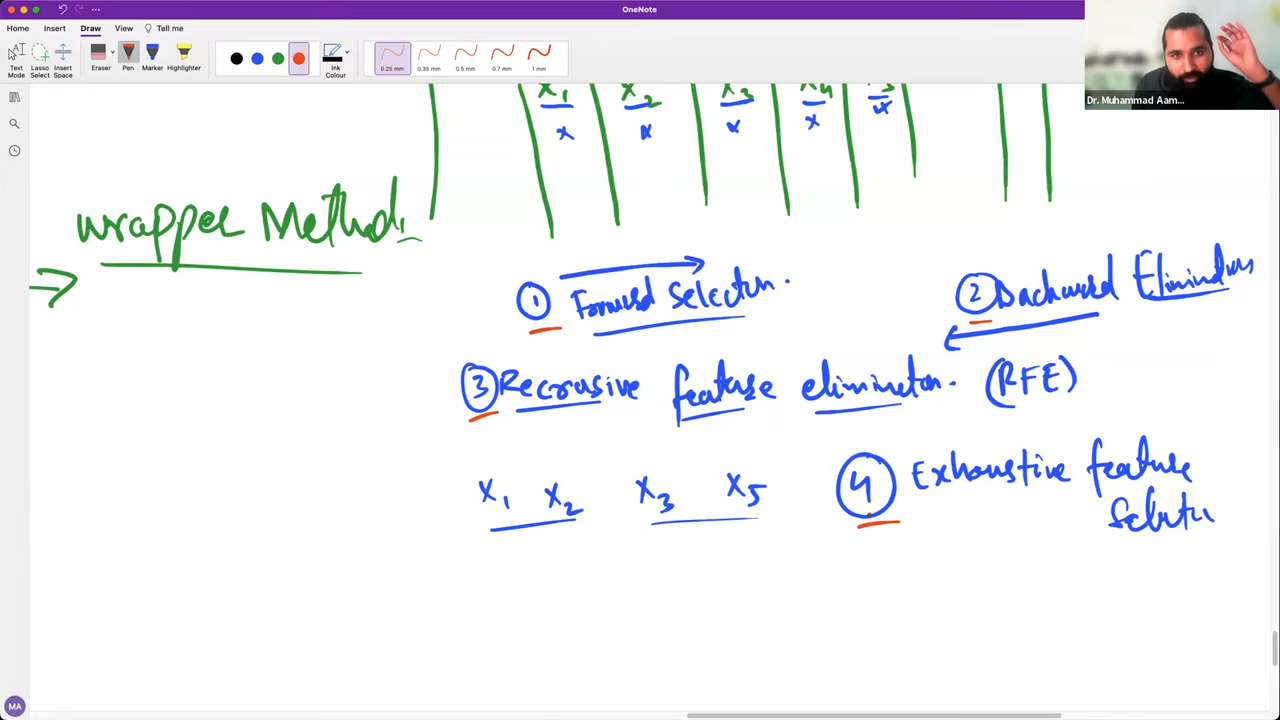 OneNote
Home Insert Draw View Tell me
Text Mode
Lasso Select
Insert Space
Eraser
Pen
Marker
Highlighter
0.25 mm
0.35 mm
0.5 mm
0.7 mm
1 mm
Ink Colour
Dr. Muhammad Aam...
x1 x2 x3 x4
x x x x x
Wrapper Method
1 Forward Selection.
2 Backward Elimination
3 Recrusive feature elimination. (RFE)
x1 x2 x3 x5
4 Exhaustive feature
MA